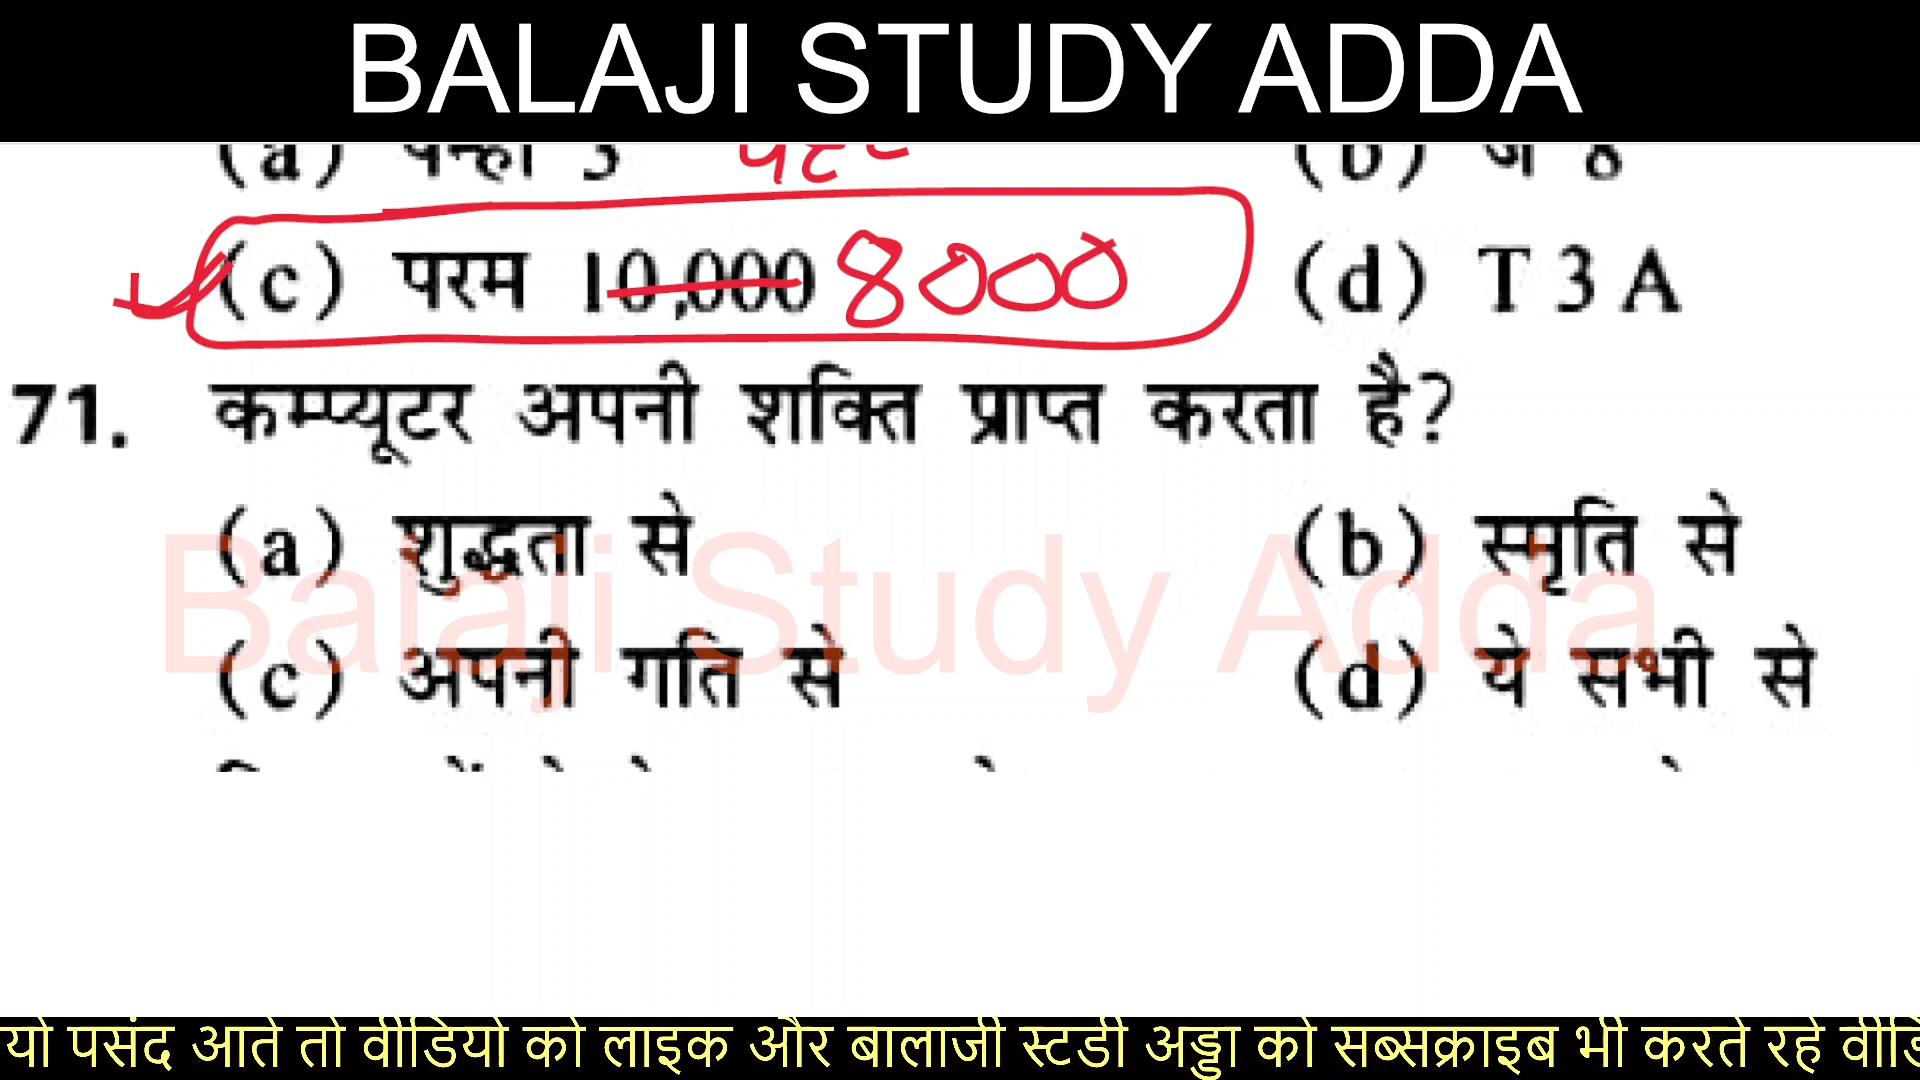 BALAJI STUDY ADDA
(c) परम 10,000 8000 (d) T 3 A
71. कम्प्यूटर अपनी शक्ति प्राप्त करता है?
(a) शुद्धता से (b) स्मृति से
Balaji Study Adda
(c) अपनी गति से (d) ये सभी से
यो पसंद आते तो वीडियो को लाइक और बालाजी स्टडी अड्डा को सब्सक्राइब भी करते रहे